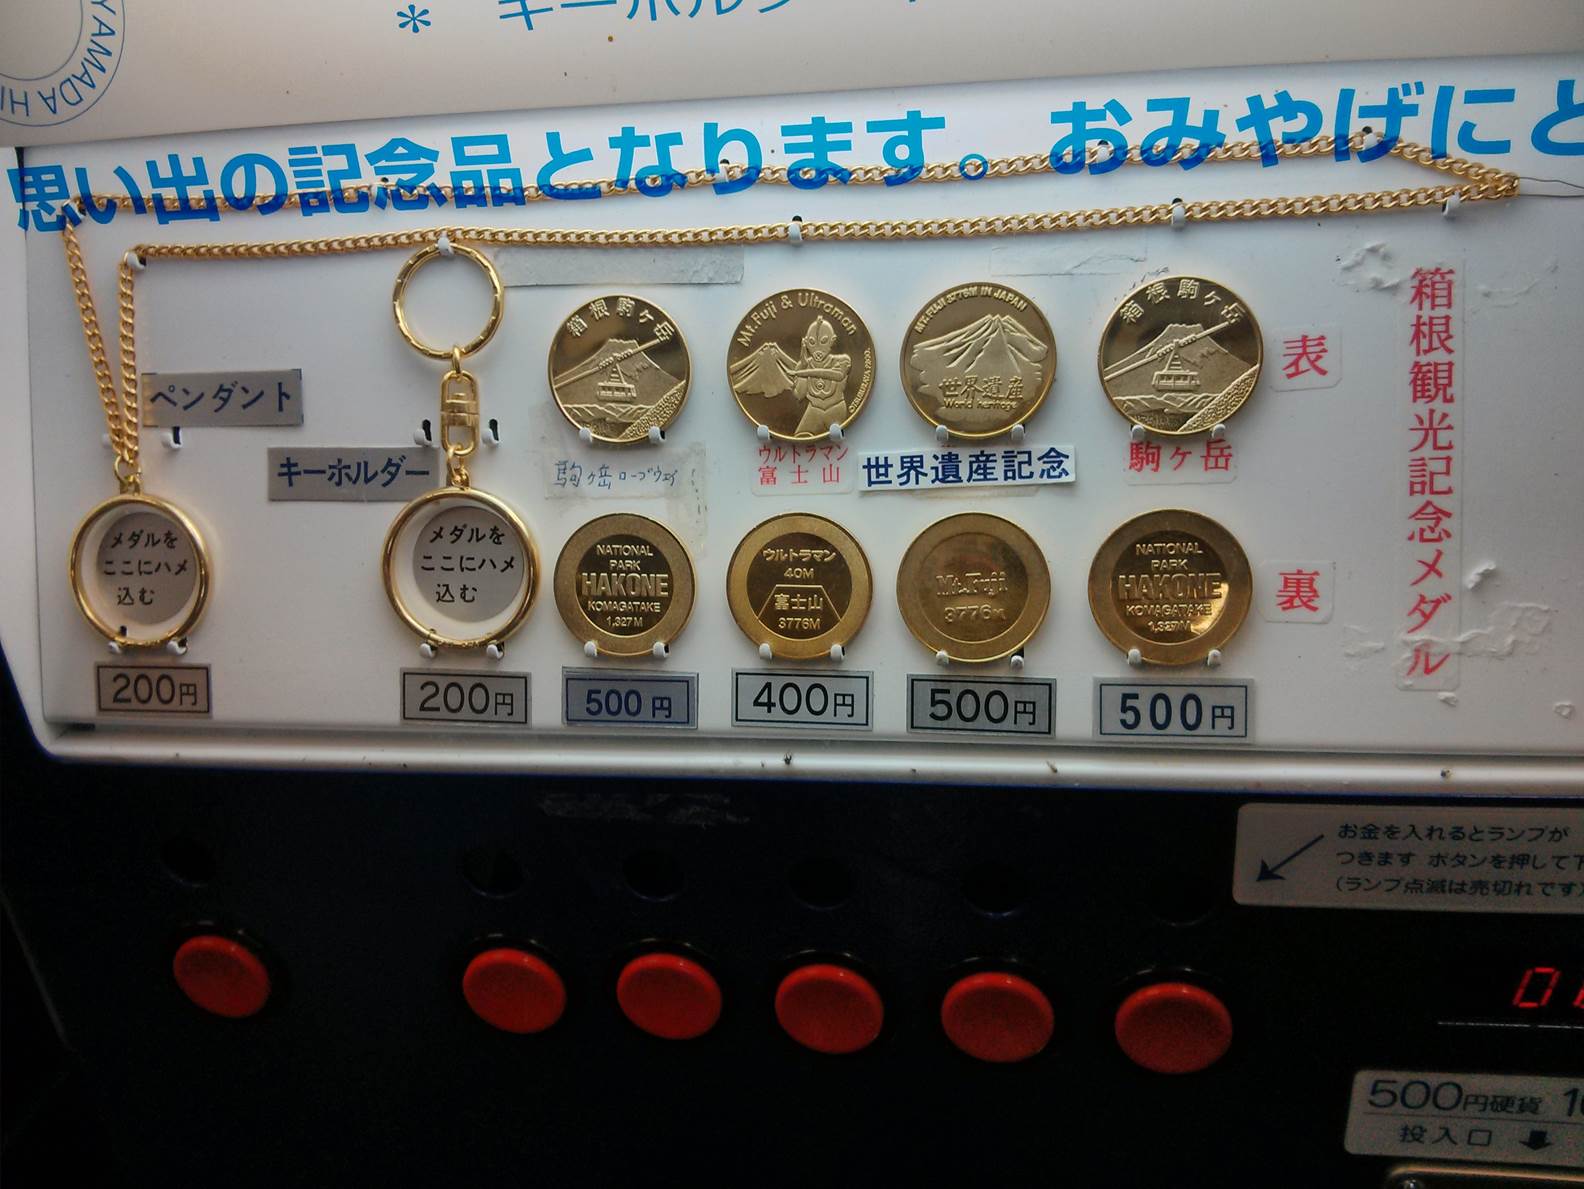 YAMADA
* キーホルダー
思い出の記念品となります。おみやげにと
ペンダント
キーホルダー
メダルを
ここにハメ
込む
メダルを
ここにハメ
込む
箱根駒ヶ岳
Mt.Fuji & Ultraman
MT.FUJI 3776M IN JAPAN
世界遺産
World heritage
箱根駒ヶ岳
表
駒ヶ岳ロープウェイ
ウルトラマン
富士山
世界遺産記念
駒ヶ岳
NATIONAL
PARK
HAKONE
KOMAGATAKE
1,327M
ウルトラマン
40M
富士山
3776M
Mt.Fuji
3776M
NATIONAL
PARK
HAKONE
KOMAGATAKE
1,327M
裏
箱根観光記念メダル
200円
200円
500円
400円
500円
500円
お金を入れるとランプが
つきます ボタンを押して下
(ランプ点滅は売切れです)
0
500円硬貨 10
投入口